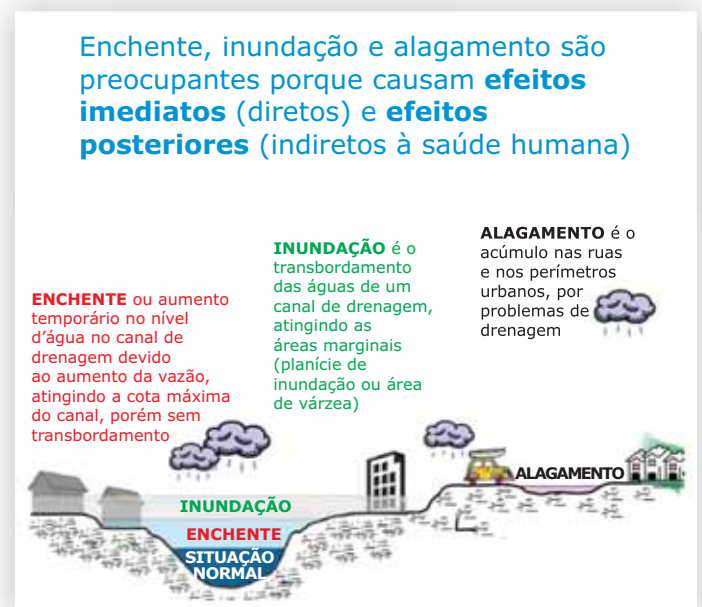 Enchente, inundação e alagamento são
preocupantes porque causam efeitos
imediatos (diretos) e efeitos
posteriores (indiretos à saúde humana)
ENCHENTE ou aumento
temporário no nível
d’água no canal de
drenagem devido
ao aumento da vazão,
atingindo a cota máxima
do canal, porém sem
transbordamento
INUNDAÇÃO é o
transbordamento
das águas de um
canal de drenagem,
atingindo as
áreas marginais
(planície de
inundação ou área
de várzea)
ALAGAMENTO é o
acúmulo nas ruas
e nos perímetros
urbanos, por
problemas de
drenagem
ALAGAMENTO
INUNDAÇÃO
ENCHENTE
SITUAÇÃO
NORMAL